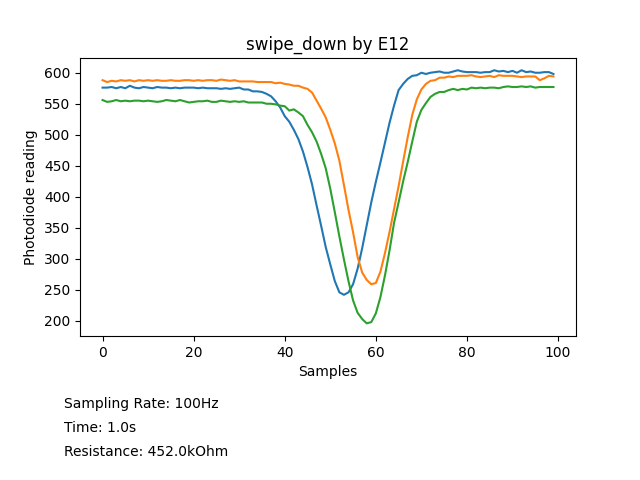 swipe_down by E12
600
550
500
450
400
350
300
250
200
Photodiode reading
0 20 40 60 80 100
Samples
Sampling Rate: 100Hz
Time: 1.0s
Resistance: 452.0kOhm